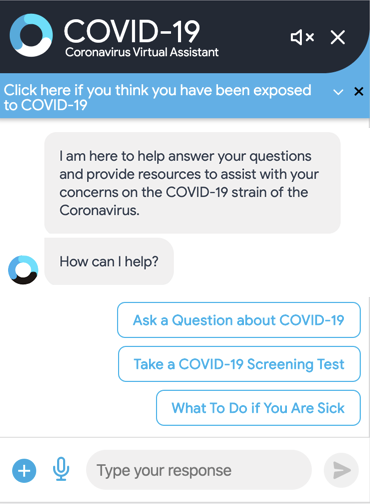 COVID-19
Coronavirus Virtual Assistant
Click here if you think you have been exposed
to COVID-19
I am here to help answer your questions
and provide resources to assist with your
concerns on the COVID-19 strain of the
Coronavirus.
How can I help?
Ask a Question about COVID-19
Take a COVID-19 Screening Test
What To Do if You Are Sick
Type your response